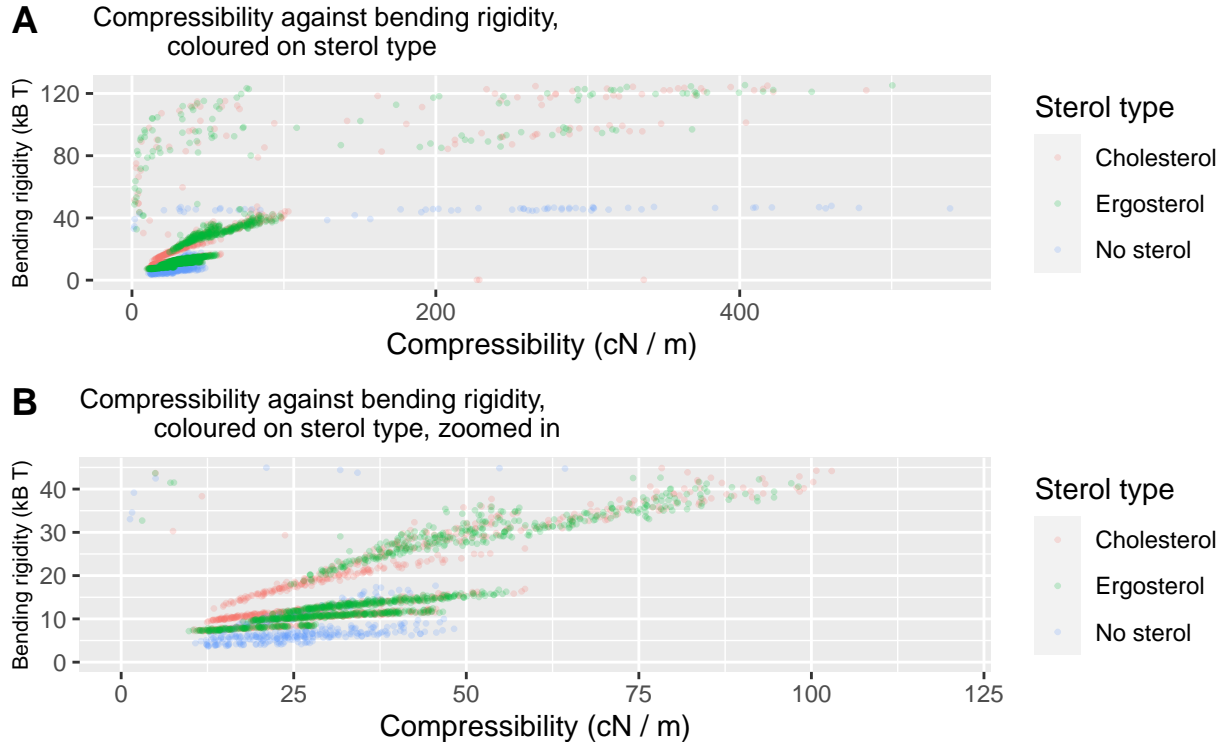 A
Compressibility against bending rigidity,
coloured on sterol type
Bending rigidity (kB T)
120
80
40
0
0
200
400
Compressibility (cN / m)
Sterol type
Cholesterol
Ergosterol
No sterol
B
Compressibility against bending rigidity,
coloured on sterol type, zoomed in
Bending rigidity (kB T)
40
30
20
10
0
0
25
50
75
100
125
Compressibility (cN / m)
Sterol type
Cholesterol
Ergosterol
No sterol